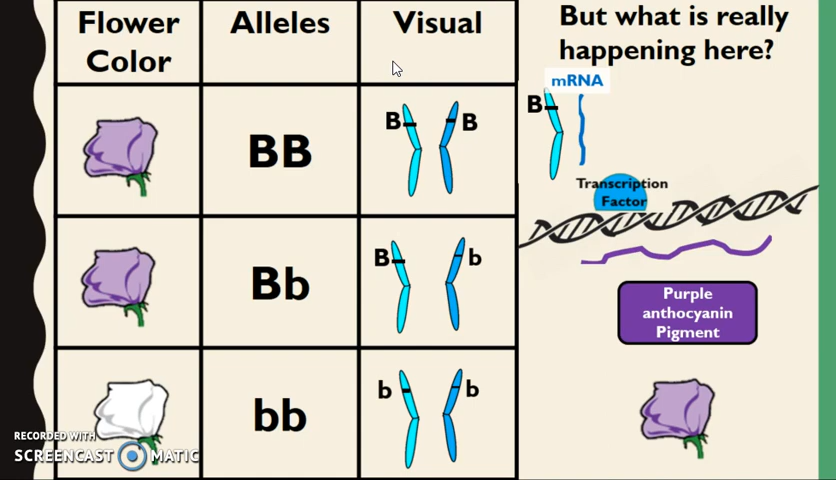 Flower
Color
Alleles
Visual
But what is really
happening here?
mRNA
B
B
B
BB
Transcription
Factor
B
b
Bb
Purple
anthocyanin
Pigment
b
b
bb
RECORDED WITH
SCREENCAST MATIC